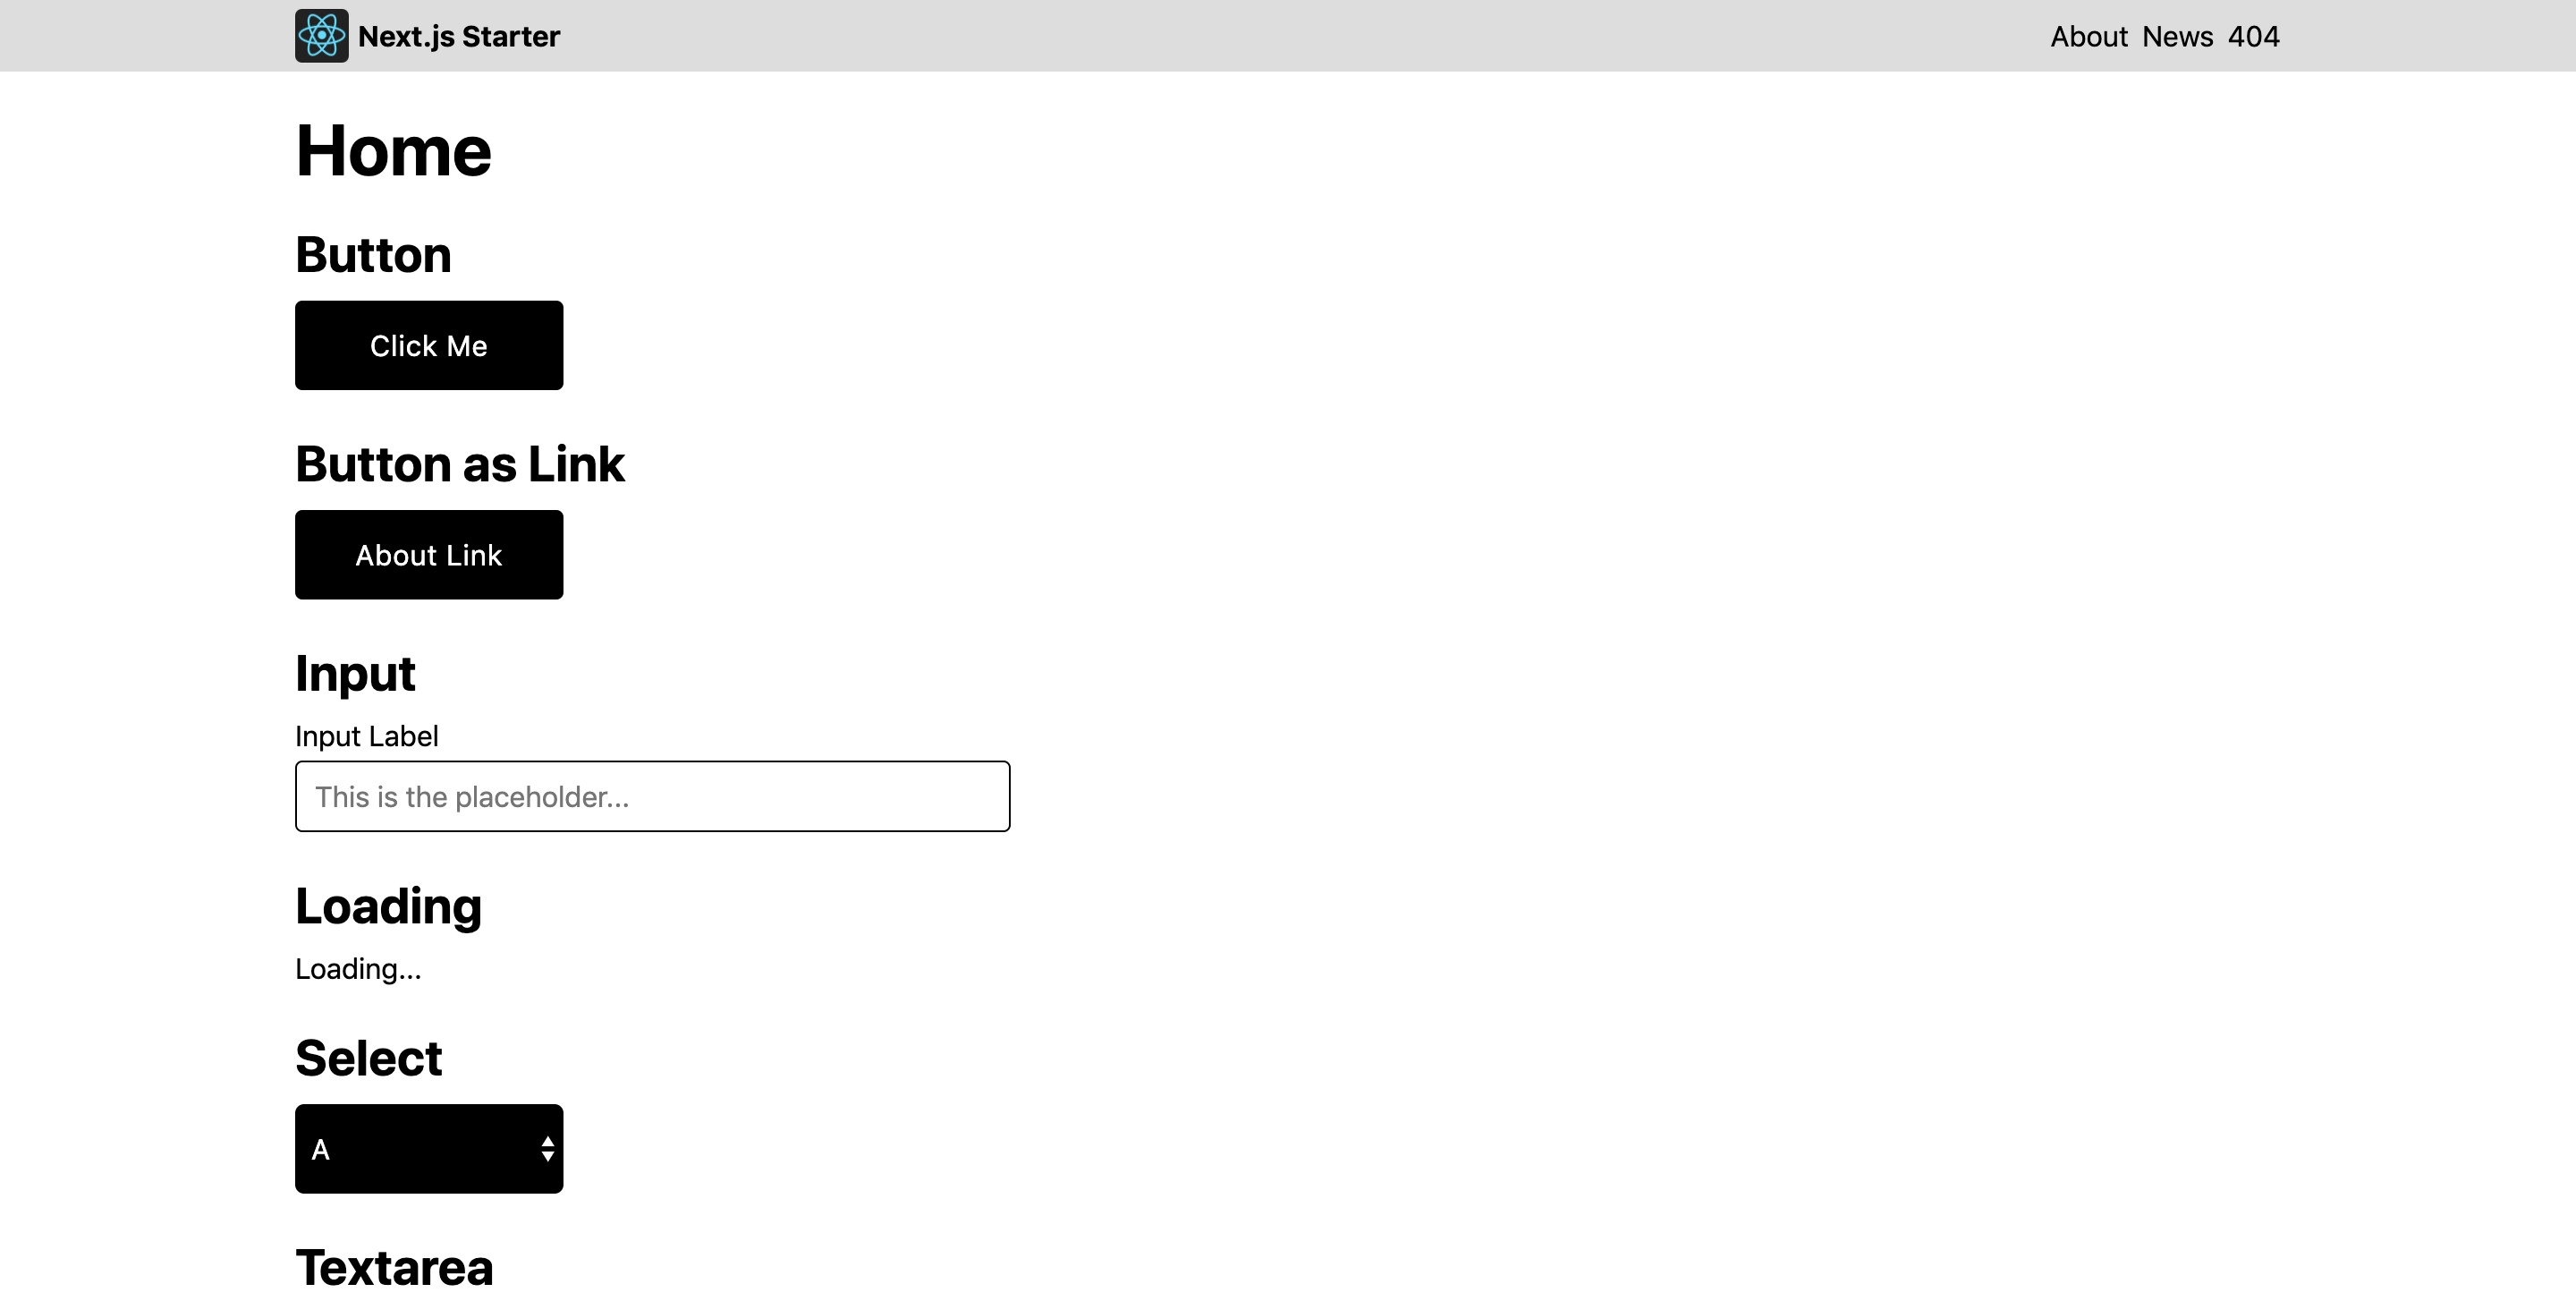 Next.js Starter
About News 404
Home
Button
Click Me
Button as Link
About Link
Input
Input Label
This is the placeholder...
Loading
Loading...
Select
A
Textarea